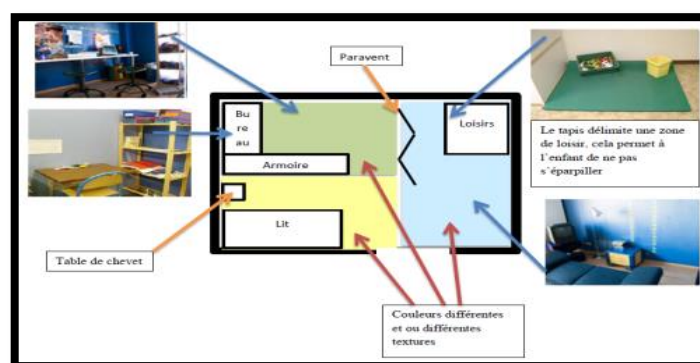 Paravent
Bu
re
au
Loisirs
Armoire
Lit
Table de chevet
Le tapis délimite une zone
de loisir, cela permet à
l'enfant de ne pas
s'éparpiller
Couleurs différentes
et ou différentes
textures